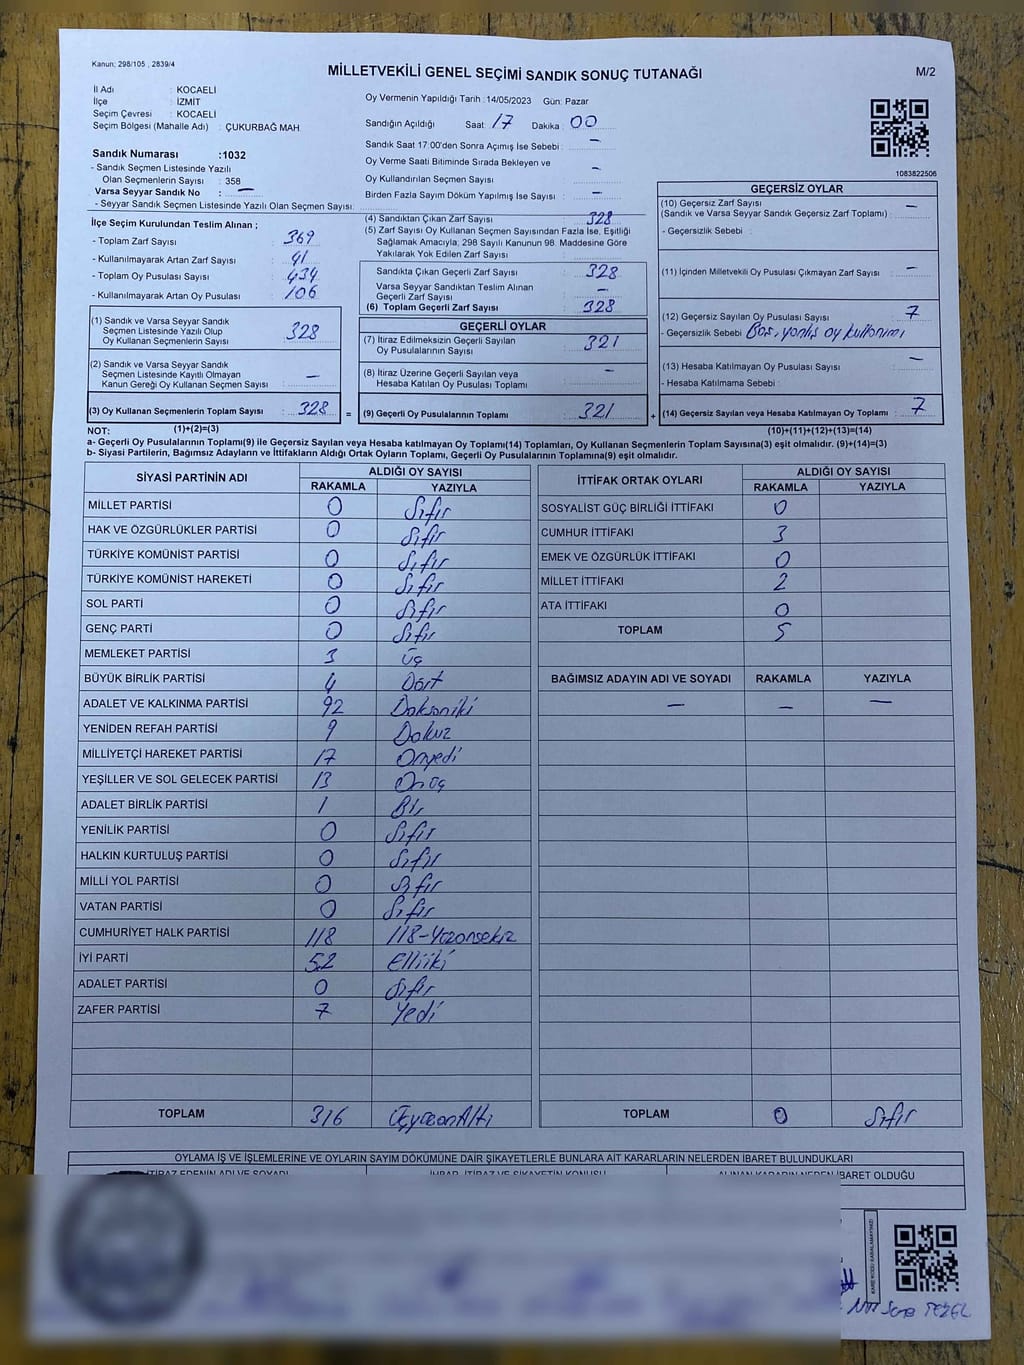 Kanun; 298/105 , 2839/4
MİLLETVEKİLİ GENEL SEÇİMİ SANDIK SONUÇ TUTANAĞI
M/2
İl Adı : KOCAELİ
İlçe : İZMİT
Seçim Çevresi : KOCAELİ
Seçim Bölgesi (Mahalle Adı) : ÇUKURBAĞ MAH
Sandık Numarası :1032
- Sandık Seçmen Listesinde Yazılı
Olan Seçmenlerin Sayısı : 358
Varsa Seyyar Sandık No : —
- Seyyar Sandık Seçmen Listesinde Yazılı Olan Seçmen Sayısı:
Oy Vermenin Yapıldığı Tarih : 14/05/2023 Gün: Pazar
Sandığın Açıldığı Saat: 17 Dakika : 00
Sandık Saat 17:00'den Sonra Açımış İse Sebebi : —
Oy Verme Saati Bitiminde Sırada Bekleyen ve
Oy Kullandırılan Seçmen Sayısı : —
Birden Fazla Sayım Döküm Yapılmış İse Sayısı : —
1083822506
İlçe Seçim Kurulundan Teslim Alınan ;
- Toplam Zarf Sayısı : 369
- Kullanılmayarak Artan Zarf Sayısı : 41
- Toplam Oy Pusulası Sayısı : 434
- Kullanılmayarak Artan Oy Pusulası : 106
(1) Sandık ve Varsa Seyyar Sandık
Seçmen Listesinde Yazılı Olup
Oy Kullanan Seçmenlerin Sayısı : 328
(2) Sandık ve Varsa Seyyar Sandık
Seçmen Listesinde Kayıtlı Olmayan
Kanun Gereği Oy Kullanan Seçmen Sayısı : —
(3) Oy Kullanan Seçmenlerin Toplam Sayısı : 328 =
(1)+(2)=(3)
(4) Sandıktan Çıkan Zarf Sayısı : 328
(5) Zarf Sayısı Oy Kullanan Seçmen Sayısından Fazla İse, Eşitliği
Sağlamak Amacıyla; 298 Sayılı Kanunun 98. Maddesine Göre
Yakılarak Yok Edilen Zarf Sayısı :
Sandıkta Çıkan Geçerli Zarf Sayısı : 328
Varsa Seyyar Sandıktan Teslim Alınan
Geçerli Zarf Sayısı : —
(6) Toplam Geçerli Zarf Sayısı : 328
GEÇERLİ OYLAR
(7) İtiraz Edilmeksizin Geçerli Sayılan
Oy Pusulalarının Sayısı : 321
(8) İtiraz Üzerine Geçerli Sayılan veya
Hesaba Katılan Oy Pusulası Toplamı : —
(9) Geçerli Oy Pusulalarının Toplamı : 321 +
GEÇERSİZ OYLAR
(10) Geçersiz Zarf Sayısı
(Sandık ve Varsa Seyyar Sandık Geçersiz Zarf Toplamı) : —
- Geçersizlik Sebebi :
(11) İçinden Milletvekili Oy Pusulası Çıkmayan Zarf Sayısı : —
(12) Geçersiz Sayılan Oy Pusulası Sayısı : 7
- Geçersizlik Sebebi : Boş, yanlış oy kullanımı
(13) Hesaba Katılmayan Oy Pusulası Sayısı : —
- Hesaba Katılmama Sebebi :
(14) Geçersiz Sayılan veya Hesaba Katılmayan Oy Toplamı : 7
(10)+(11)+(12)+(13)=(14)
NOT:
a- Geçerli Oy Pusulalarının Toplamı(9) ile Geçersiz Sayılan veya Hesaba katılmayan Oy Toplamı(14) Toplamları, Oy Kullanan Seçmenlerin Toplam Sayısına(3) eşit olmalıdır. (9)+(14)=(3)
b- Siyasi Partilerin, Bağımsız Adayların ve İttifakların Aldığı Ortak Oyların Toplamı, Geçerli Oy Pusulalarının Toplamına(9) eşit olmalıdır.
SİYASİ PARTİNİN ADI ALDIĞI OY SAYISI
RAKAMLA YAZIYLA
MİLLET PARTİSİ 0 Sıfır
HAK VE ÖZGÜRLÜKLER PARTİSİ 0 Sıfır
TÜRKİYE KOMÜNİST PARTİSİ 0 Sıfır
TÜRKİYE KOMÜNİST HAREKETİ 0 Sıfır
SOL PARTİ 0 Sıfır
GENÇ PARTİ 0 Sıfır
MEMLEKET PARTİSİ 3 Üç
BÜYÜK BİRLİK PARTİSİ 4 Dört
ADALET VE KALKINMA PARTİSİ 92 Doksaniki
YENİDEN REFAH PARTİSİ 9 Dokuz
MİLLİYETÇİ HAREKET PARTİSİ 17 Onyedi
YEŞİLLER VE SOL GELECEK PARTİSİ 13 Onüç
ADALET BİRLİK PARTİSİ 1 Bir
YENİLİK PARTİSİ 0 Sıfır
HALKIN KURTULUŞ PARTİSİ 0 Sıfır
MİLLİ YOL PARTİSİ 0 Sıfır
VATAN PARTİSİ 0 Sıfır
CUMHURİYET HALK PARTİSİ 118 118-Yüzonsekiz
İYİ PARTİ 52 Elliiki
ADALET PARTİSİ 0 Sıfır
ZAFER PARTİSİ 7 Yedi
TOPLAM 316 ÜçyüzonAltı
İTTİFAK ORTAK OYLARI ALDIĞI OY SAYISI
RAKAMLA YAZIYLA
SOSYALİST GÜÇ BİRLİĞİ İTTİFAKI 0
CUMHUR İTTİFAKI 3
EMEK VE ÖZGÜRLÜK İTTİFAKI 0
MİLLET İTTİFAKI 2
ATA İTTİFAKI 0
TOPLAM 5
BAĞIMSIZ ADAYIN ADI VE SOYADI RAKAMLA YAZIYLA
— — —
TOPLAM 0 Sıfır
OYLAMA İŞ VE İŞLEMLERİNE VE OYLARIN SAYIM DÖKÜMÜNE DAİR ŞİKAYETLERLE BUNLARA AİT KARARLARIN NELERDEN İBARET BULUNDUKLARI
İTİRAZ EDENİN ADI VE SOYADI İHBAR, İTİRAZ VE ŞİKAYETİN KONUSU ALINAN KARARIN NEDEN İBARET OLDUĞU
KARE KODU KARALAMAYINIZ!